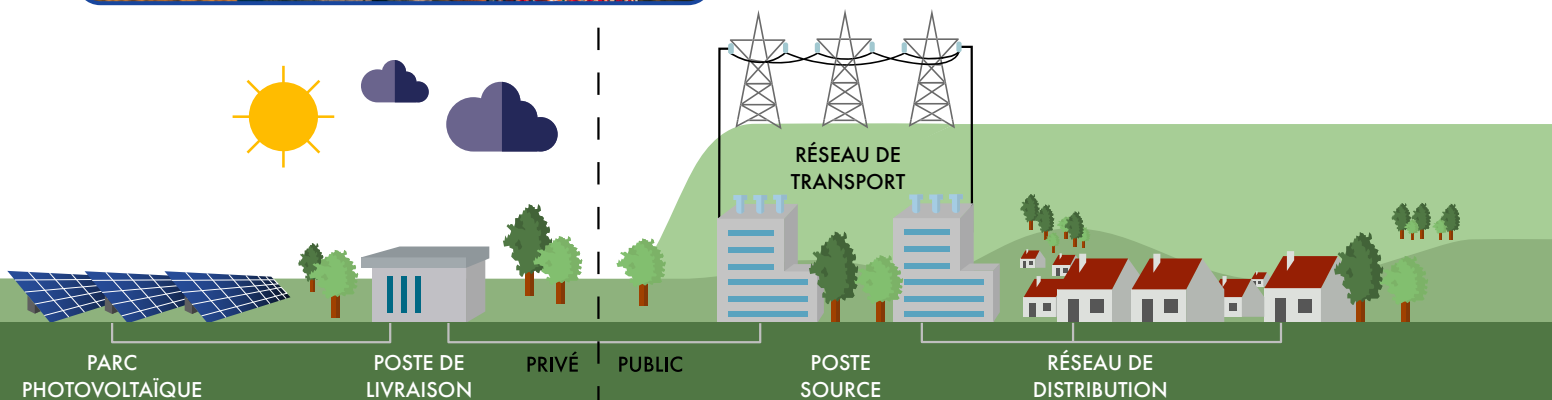 RÉSEAU DE
TRANSPORT
PARC
PHOTOVOLTAÏQUE
POSTE DE
LIVRAISON
PRIVÉ
PUBLIC
POSTE
SOURCE
RÉSEAU DE
DISTRIBUTION